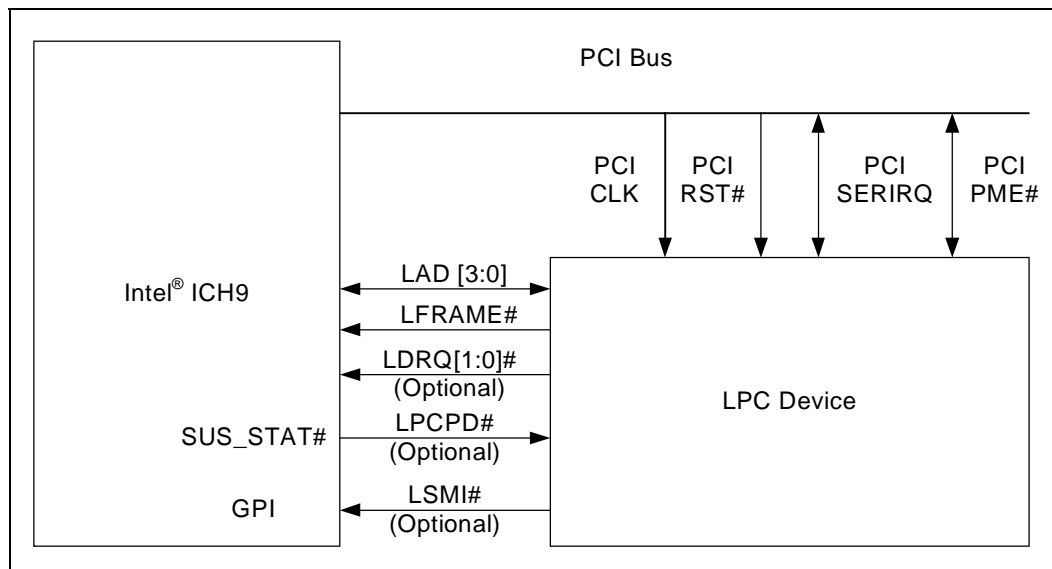 PCI Bus
PCI
CLK
PCI
RST#
PCI
SERIRQ
PCI
PME#
Intel® ICH9
LAD [3:0]
LFRAME#
LDRQ[1:0]#
(Optional)
SUS_STAT#
LPCPD#
(Optional)
GPI
LSMI#
(Optional)
LPC Device